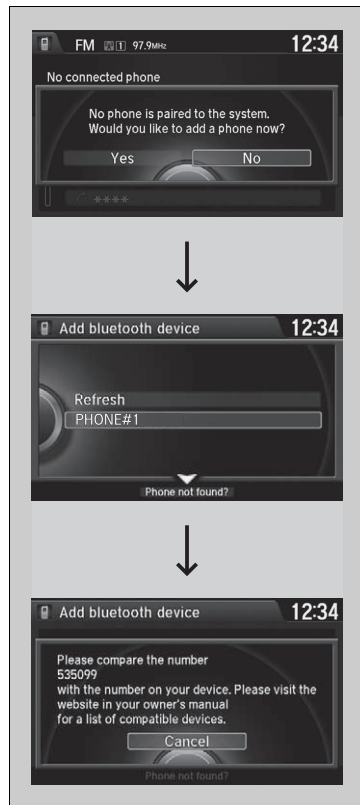 FM 1 97.9MHz 12:34
No connected phone
No phone is paired to the system.
Would you like to add a phone now?
Yes No
****
Add bluetooth device 12:34
Refresh
PHONE#1
Phone not found?
Add bluetooth device 12:34
Please compare the number
535099
with the number on your device. Please visit the
website in your owner's manual
for a list of compatible devices.
Cancel
Phone not found?